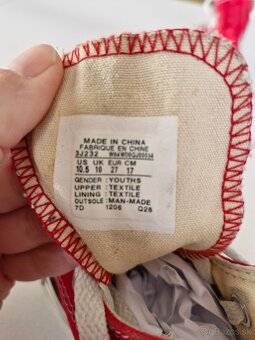 MADE IN CHINA
FABRIQUE EN CHINE
3J232
US UK EUR CM
10.5 10 27 17
GENDER :YOUTHS
UPPER :TEXTILE
LINING :TEXTILE
OUTSOLE:MAN-MADE
7D 1206 Q28